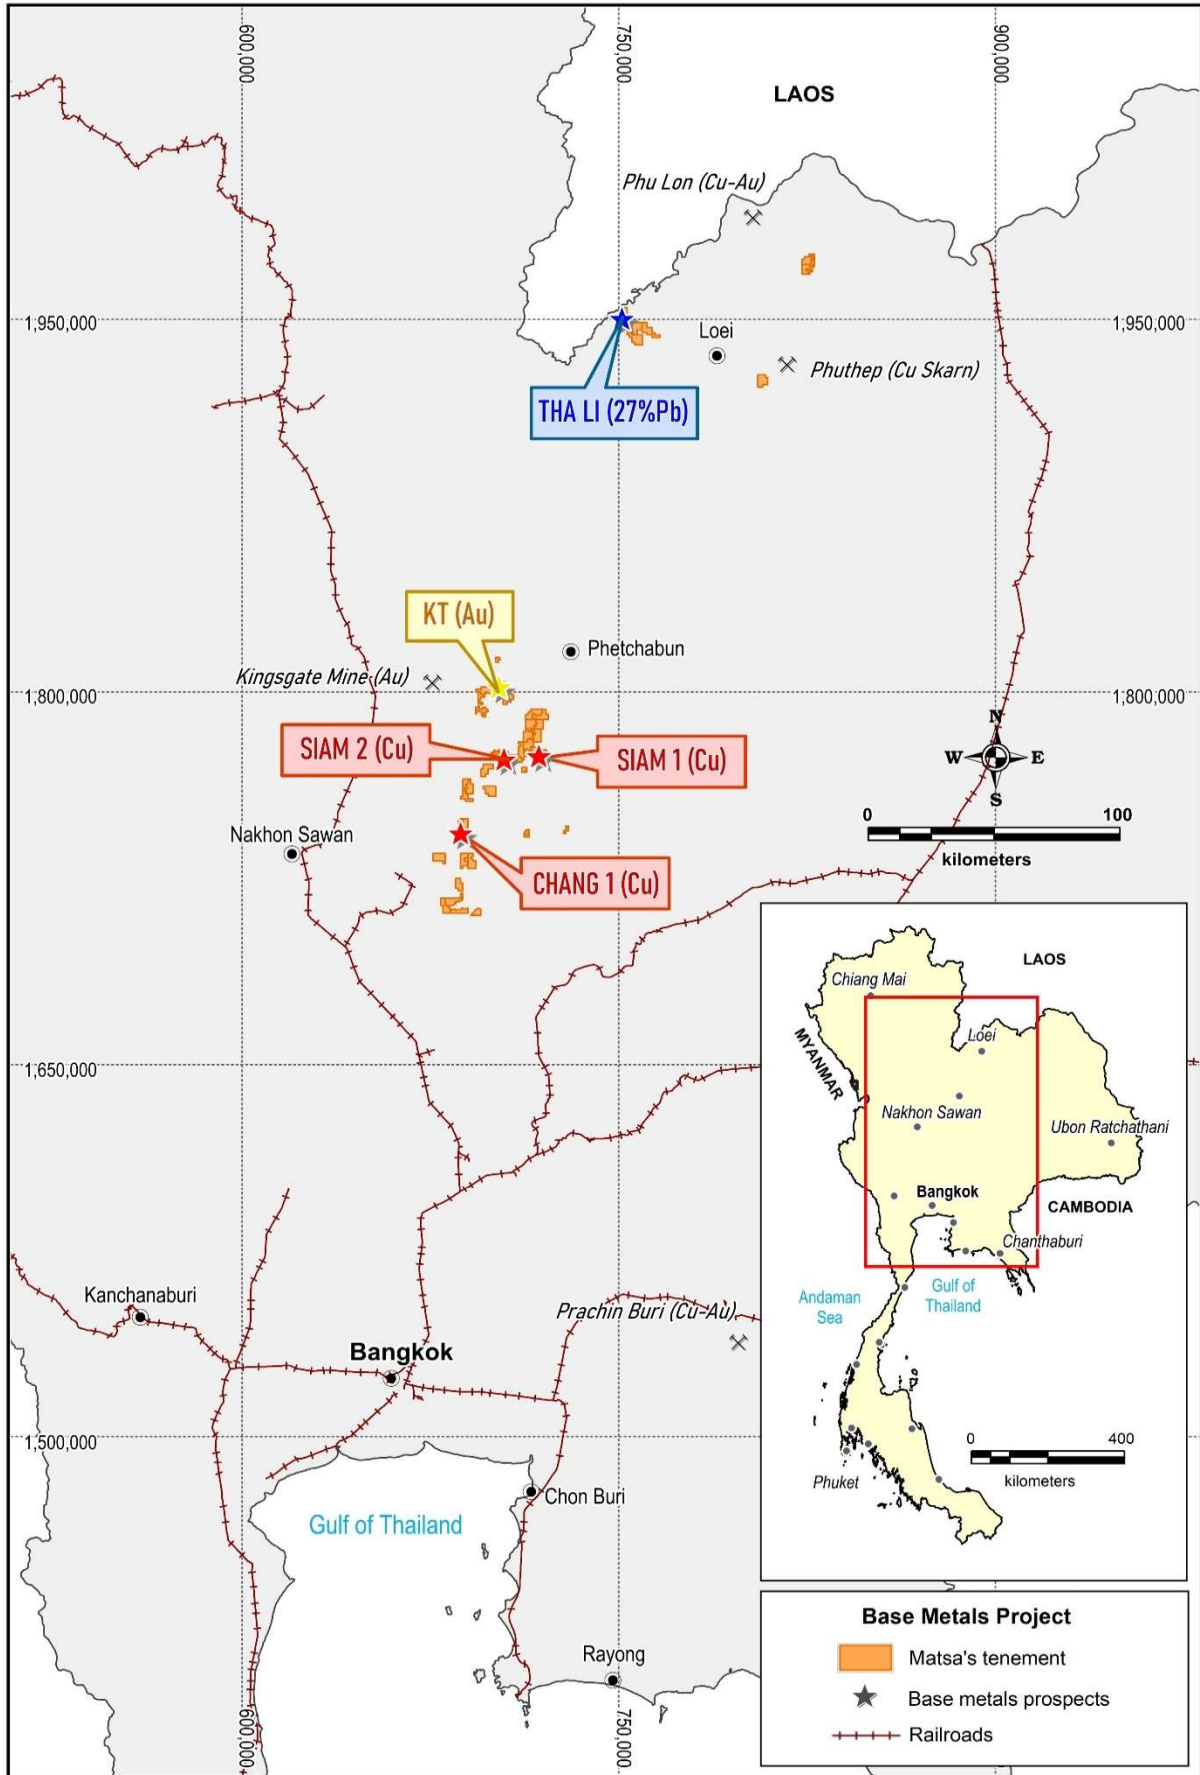 600,000
750,000
900,000
LAOS
Phu Lon (Cu-Au)
1,950,000
1,950,000
Loei
Phuthep (Cu Skarn)
THA LI (27%Pb)
KT (Au)
Phetchabun
Kingsgate Mine (Au)
1,800,000
1,800,000
SIAM 2 (Cu)
SIAM 1 (Cu)
N
W
E
S
0
100
kilometers
Nakhon Sawan
CHANG 1 (Cu)
1,650,000
Kanchanaburi
Prachin Buri (Cu-Au)
Bangkok
1,500,000
Chon Buri
Gulf of Thailand
Rayong
600,000
750,000
LAOS
Chiang Mai
MYANMAR
Loei
Nakhon Sawan
Ubon Ratchathani
Bangkok
CAMBODIA
Chanthaburi
Andaman
Sea
Gulf of
Thailand
0
400
kilometers
Phuket
Base Metals Project
Matsa's tenement
Base metals prospects
Railroads